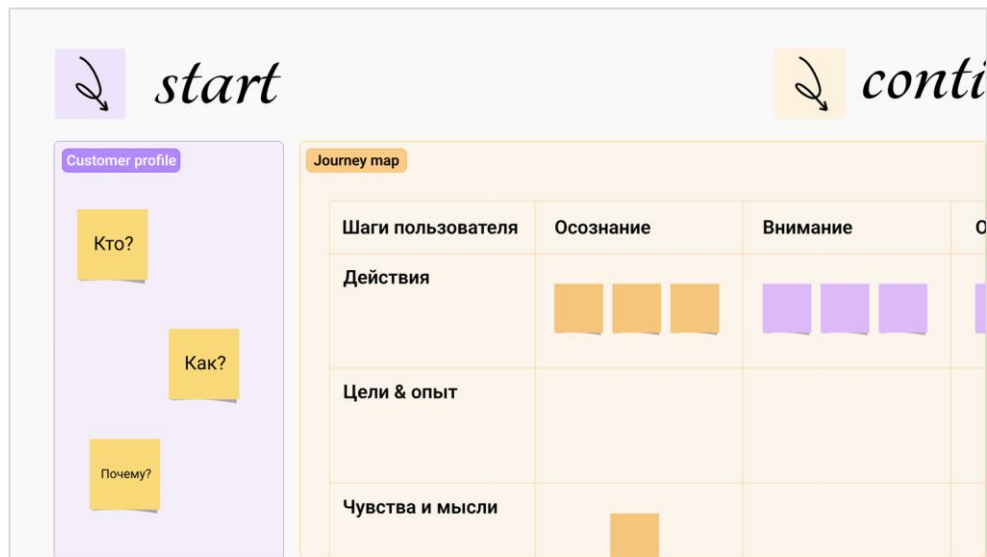 start
conti
Customer profile
Кто?
Как?
Почему?
Journey map
Шаги пользователя
Осознание
Внимание
Действия
Цели & опыт
Чувства и мысли